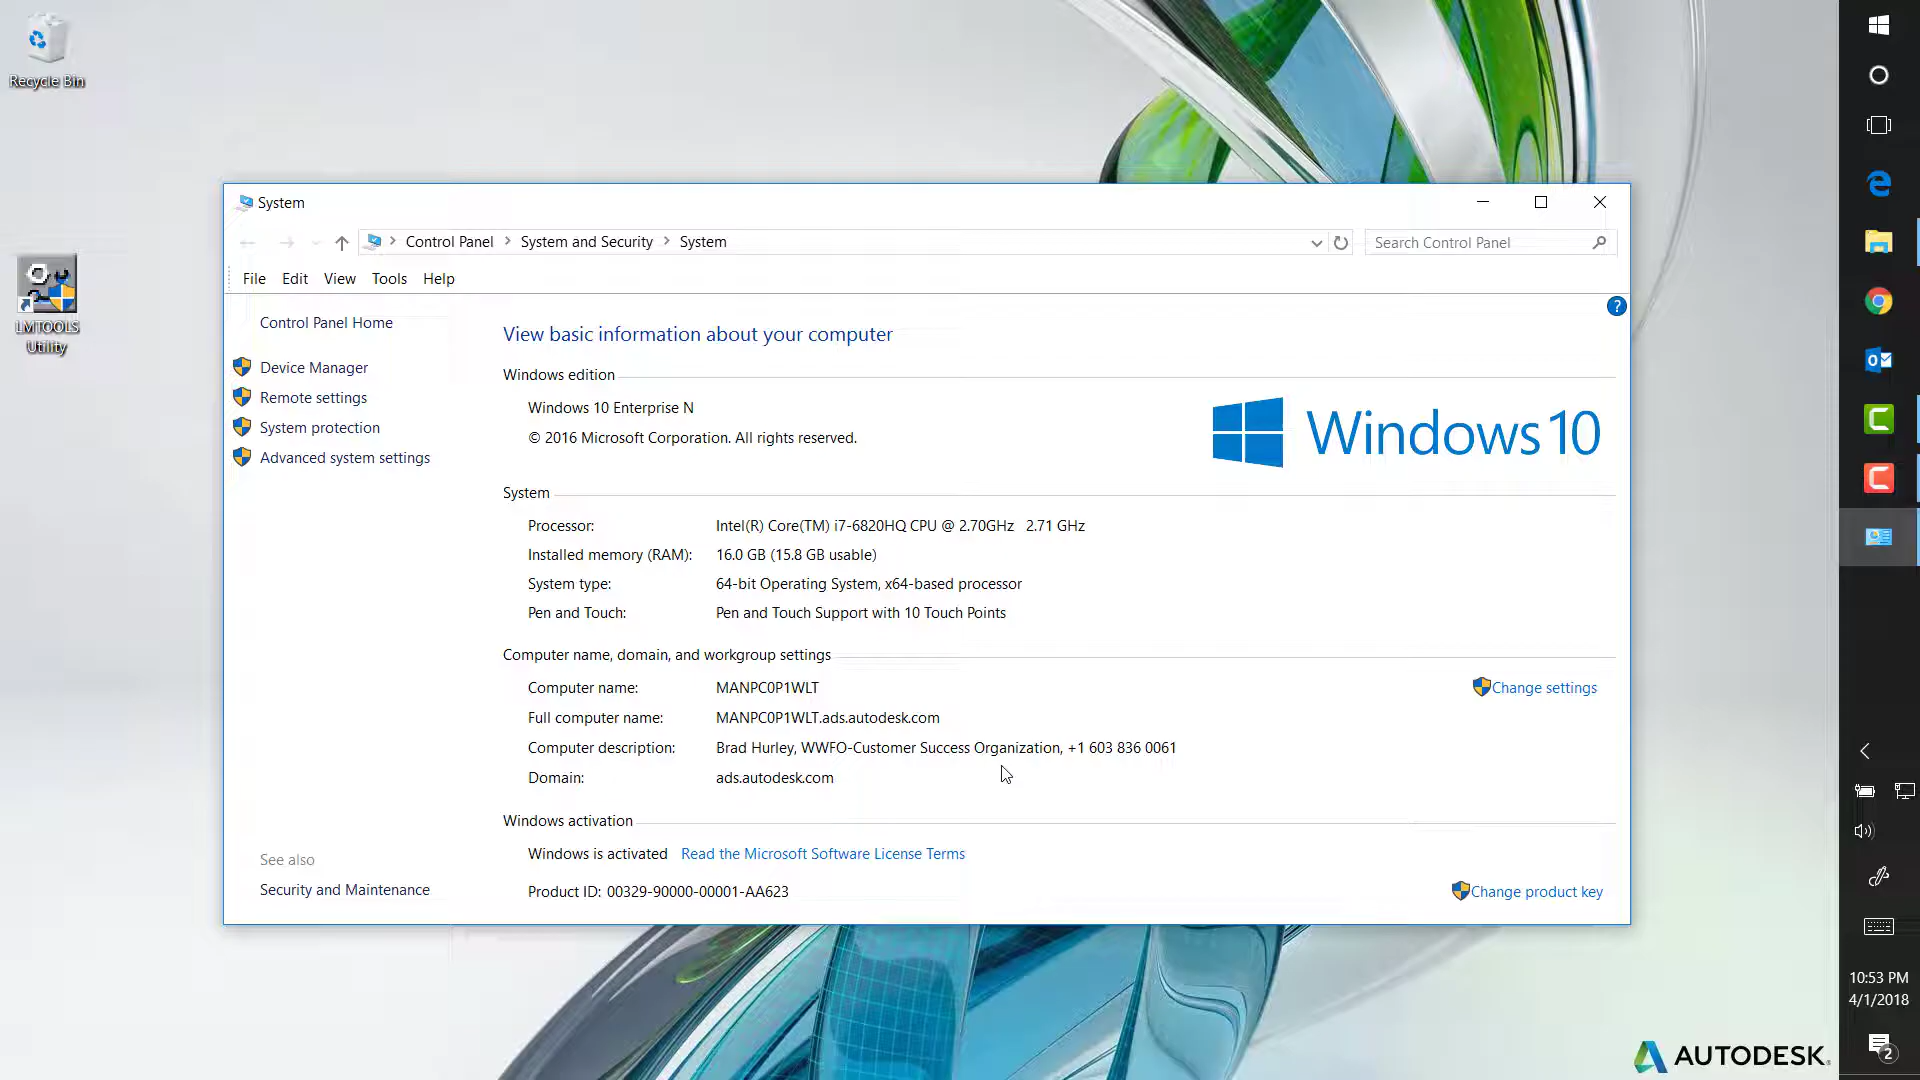 Recycle Bin
LMTOOLS
Utility
System
Control Panel > System and Security > System
Search Control Panel
File Edit View Tools Help
Control Panel Home
Device Manager
Remote settings
System protection
Advanced system settings
See also
Security and Maintenance
?
View basic information about your computer
Windows edition
Windows 10 Enterprise N
© 2016 Microsoft Corporation. All rights reserved.
Windows 10
System
Processor: Intel(R) Core(TM) i7-6820HQ CPU @ 2.70GHz 2.71 GHz
Installed memory (RAM): 16.0 GB (15.8 GB usable)
System type: 64-bit Operating System, x64-based processor
Pen and Touch: Pen and Touch Support with 10 Touch Points
Computer name, domain, and workgroup settings
Computer name: MANPC0P1WLT
Change settings
Full computer name: MANPC0P1WLT.ads.autodesk.com
Computer description: Brad Hurley, WWFO-Customer Success Organization, +1 603 836 0061
Domain: ads.autodesk.com
Windows activation
Windows is activated Read the Microsoft Software License Terms
Product ID: 00329-90000-00001-AA623
Change product key
10:53 PM
4/1/2018
2
AUTODESK.